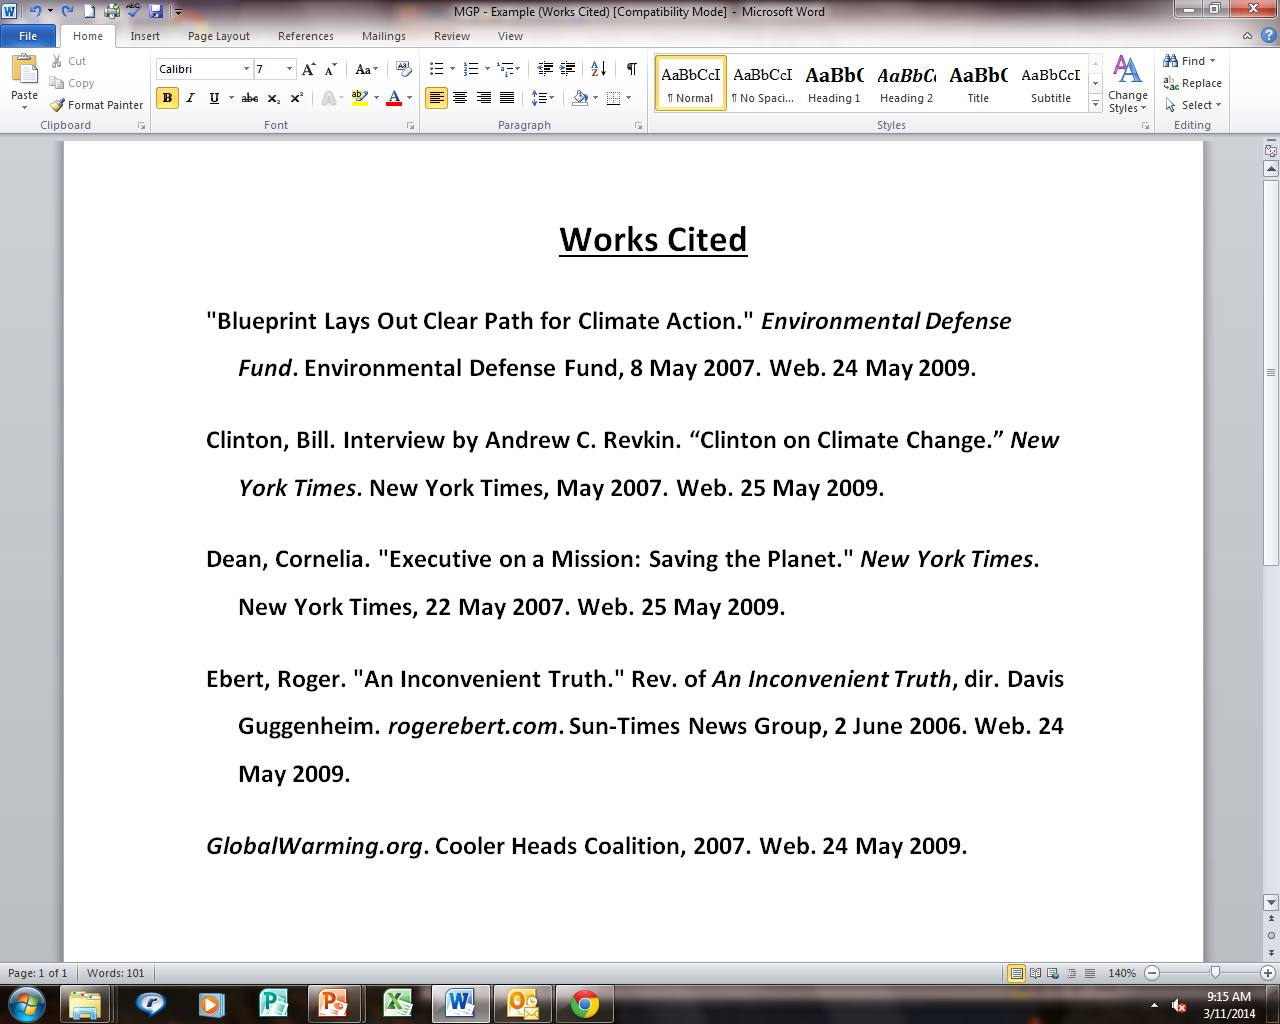 MGP - Example (Works Cited) [Compatibility Mode] - Microsoft Word
File Home Insert Page Layout References Mailings Review View
Paste
Cut
Copy
Format Painter
Clipboard
Calibri 7
Aa
B I U abc x₂ x²
A ab A
Font
Paragraph
AaBbCcI AaBbCcI AaBbC AaBbCc AaBbC AaBbCcI
¶ Normal ¶ No Spaci... Heading 1 Heading 2 Title Subtitle
Styles
Change Styles
Find
Replace
Select
Editing
Works Cited
"Blueprint Lays Out Clear Path for Climate Action." Environmental Defense
Fund. Environmental Defense Fund, 8 May 2007. Web. 24 May 2009.
Clinton, Bill. Interview by Andrew C. Revkin. “Clinton on Climate Change.” New
York Times. New York Times, May 2007. Web. 25 May 2009.
Dean, Cornelia. "Executive on a Mission: Saving the Planet." New York Times.
New York Times, 22 May 2007. Web. 25 May 2009.
Ebert, Roger. "An Inconvenient Truth." Rev. of An Inconvenient Truth, dir. Davis
Guggenheim. rogerebert.com. Sun-Times News Group, 2 June 2006. Web. 24
May 2009.
GlobalWarming.org. Cooler Heads Coalition, 2007. Web. 24 May 2009.
Page: 1 of 1 Words: 101 140%
9:15 AM
3/11/2014